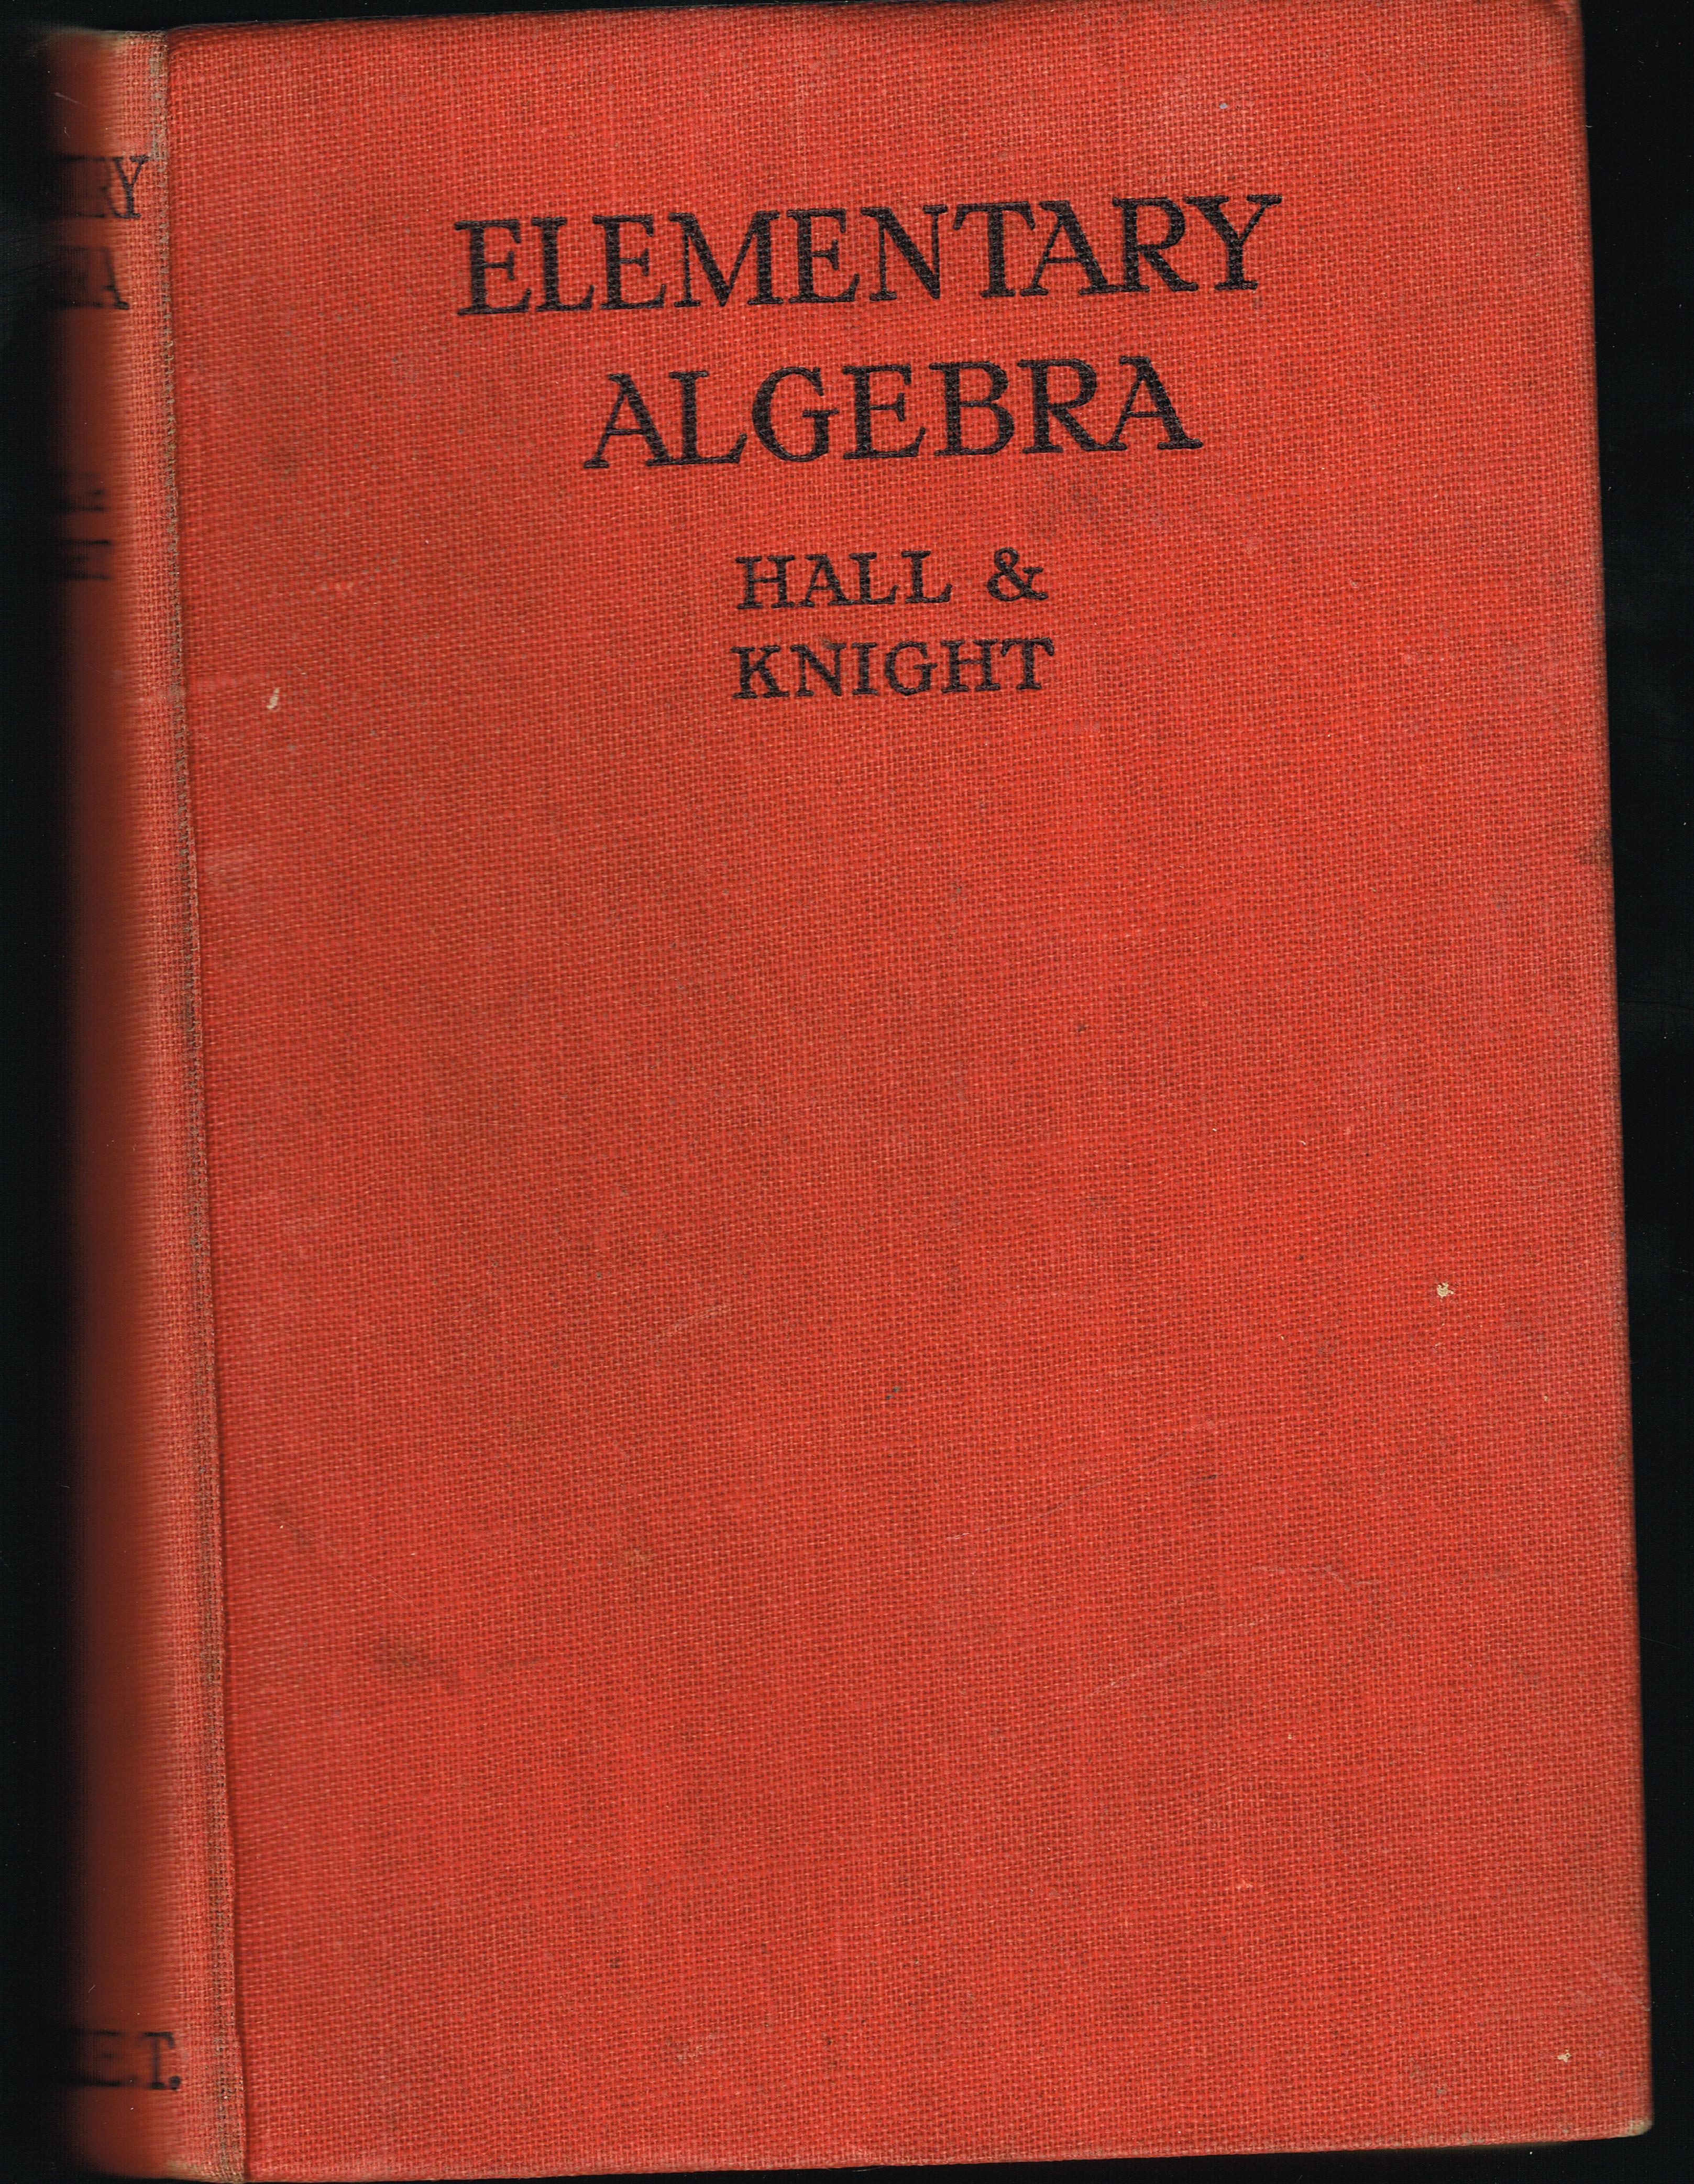 ELEMENTARY
ALGEBRA
HALL &
KNIGHT